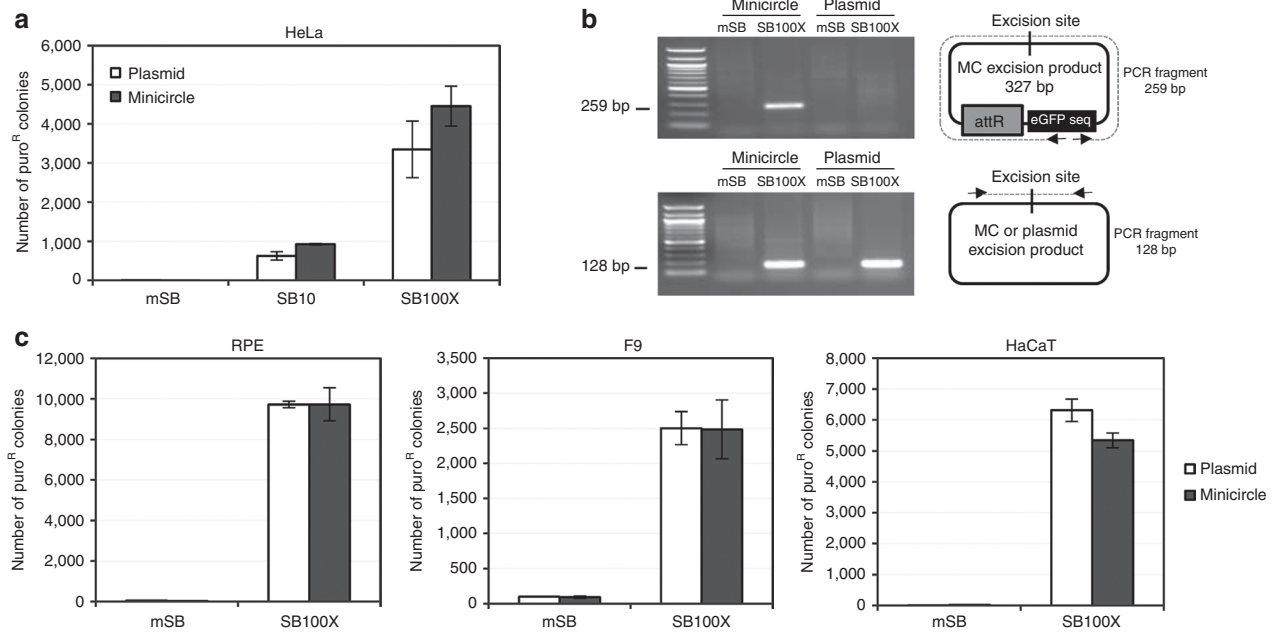 a
HeLa
Number of puroR colonies
6,000
5,000
4,000
3,000
2,000
1,000
0
Plasmid
Minicircle
mSB
SB10
SB100X
b
Minicircle Plasmid
mSB SB100X mSB SB100X
259 bp
Excision site
MC excision product
327 bp
attR
eGFP seq
PCR fragment
259 bp
Minicircle Plasmid
mSB SB100X mSB SB100X
128 bp
Excision site
MC or plasmid
excision product
PCR fragment
128 bp
c
RPE
Number of puroR colonies
12,000
10,000
8,000
6,000
4,000
2,000
0
mSB
SB100X
F9
Number of puroR colonies
3,500
3,000
2,500
2,000
1,500
1,000
500
0
mSB
SB100X
HaCaT
Number of puroR colonies
8,000
7,000
6,000
5,000
4,000
3,000
2,000
1,000
0
mSB
SB100X
Plasmid
Minicircle